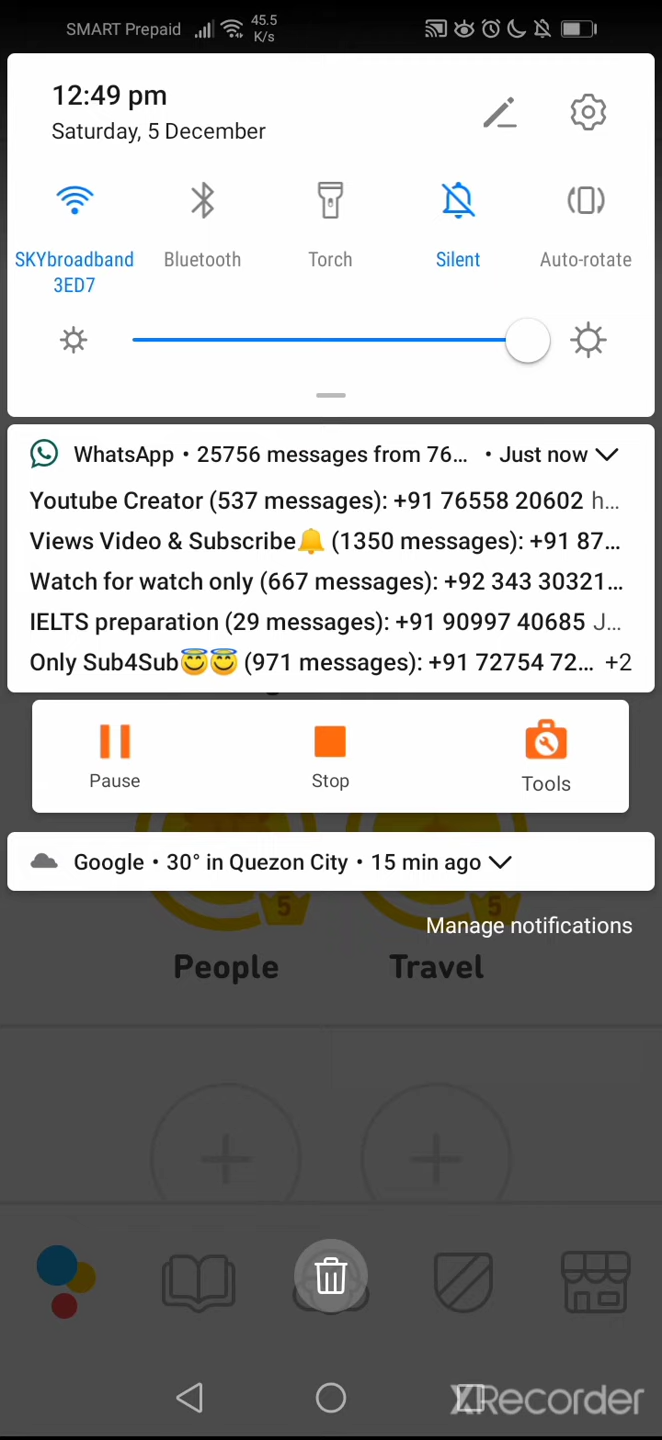 SMART Prepaid 45.5 K/s
12:49 pm
Saturday, 5 December
SKYbroadband 3ED7
Bluetooth
Torch
Silent
Auto-rotate
WhatsApp • 25756 messages from 76... • Just now
Youtube Creator (537 messages): +91 76558 20602 h...
Views Video & Subscribe🔔 (1350 messages): +91 87...
Watch for watch only (667 messages): +92 343 30321...
IELTS preparation (29 messages): +91 90997 40685 J...
Only Sub4Sub😇😇 (971 messages): +91 72754 72... +2
Pause
Stop
Tools
Google • 30° in Quezon City • 15 min ago
5
5
Manage notifications
People
Travel
XRecorder